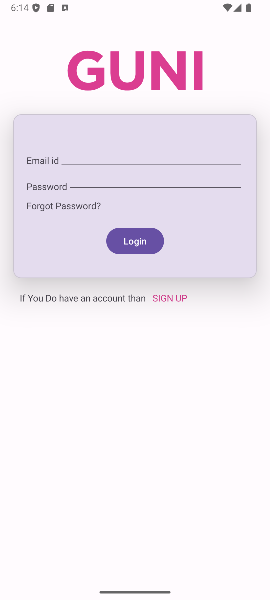 6:14
GUNI
Email id
Password
Forgot Password?
Login
If You Do have an account than SIGN UP